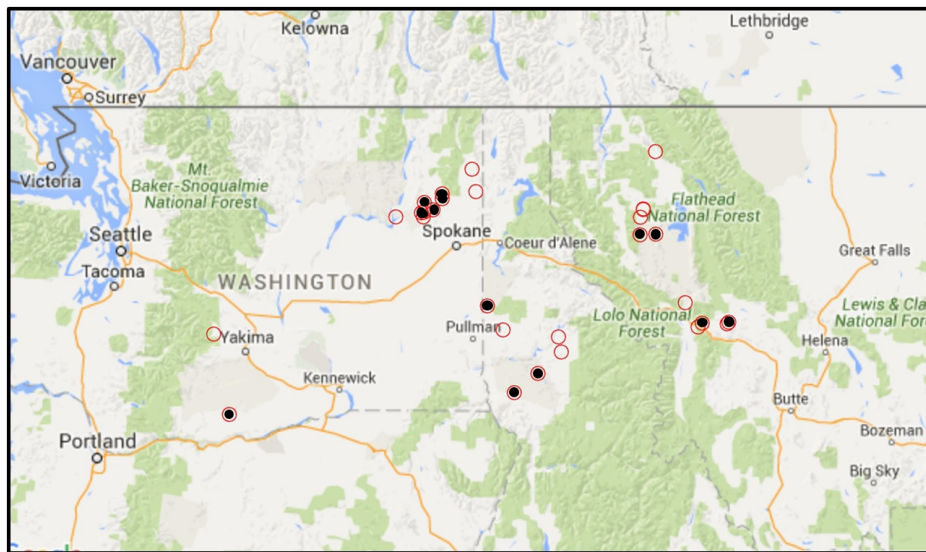 Kelowna
Lethbridge
Vancouver
Surrey
Victoria
Mt.
Baker-Snoqualmie
National Forest
Flathead
National Forest
Seattle
Spokane
Coeur d'Alene
Great Falls
Tacoma
WASHINGTON
Lolo National
Forest
Lewis & Cla
National Fore
Pullman
Yakima
Helena
Kennewick
Butte
Portland
Bozeman
Big Sky